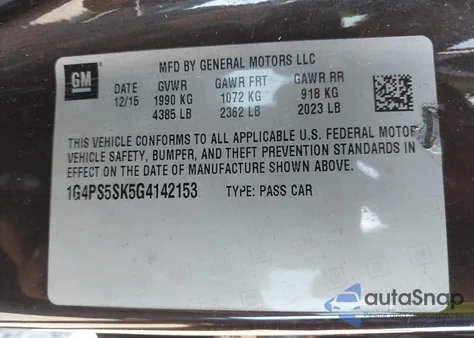 GM
MFD BY GENERAL MOTORS LLC
DATE GVWR GAWR FRT GAWR RR
12/15 1990 KG 1072 KG 918 KG
4385 LB 2362 LB 2023 LB
THIS VEHICLE CONFORMS TO ALL APPLICABLE U.S. FEDERAL MOTOR
VEHICLE SAFETY, BUMPER, AND THEFT PREVENTION STANDARDS IN
EFFECT ON THE DATE OF MANUFACTURE SHOWN ABOVE.
1G4PS5SK5G4142153 TYPE: PASS CAR
autoSnap